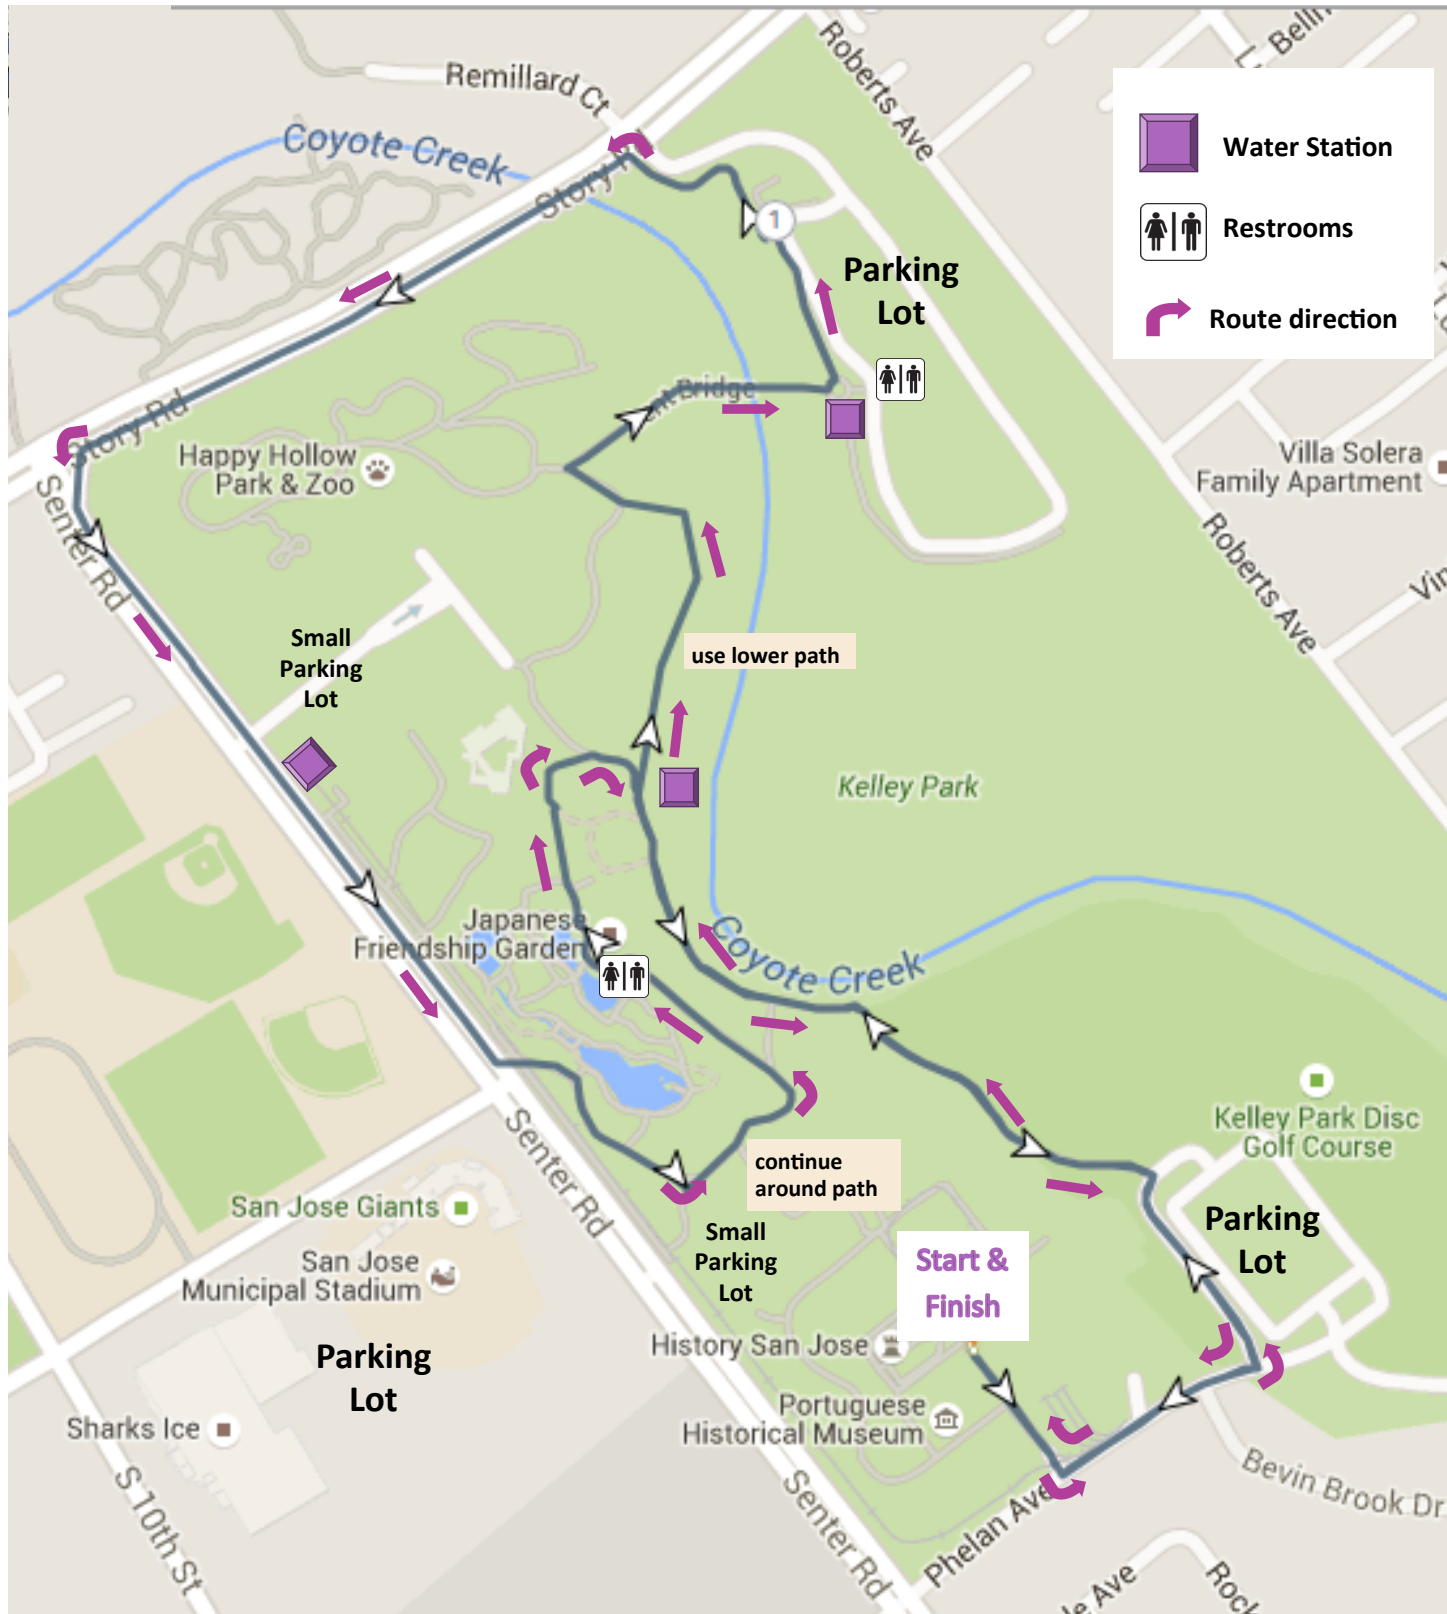 Remillard Ct
Roberts Ave
Coyote Creek
Story
Water Station
Restrooms
Route direction
1
Parking
Lot
Bridge
Story Rd
Happy Hollow
Park & Zoo
Villa Solera
Family Apartment
Senter Rd
Roberts Ave
Small
Parking
Lot
use lower path
Kelley Park
Japanese
Friendship Garden
Coyote Creek
Kelley Park Disc
Golf Course
continue
around path
Senter Rd
San Jose Giants
San Jose
Municipal Stadium
Small
Parking
Lot
Start &
Finish
Parking
Lot
History San Jose
Parking
Lot
Portuguese
Historical Museum
Sharks Ice
S 10th St
Senter Rd
Phelan Ave
Bevin Brook Dr
Ave